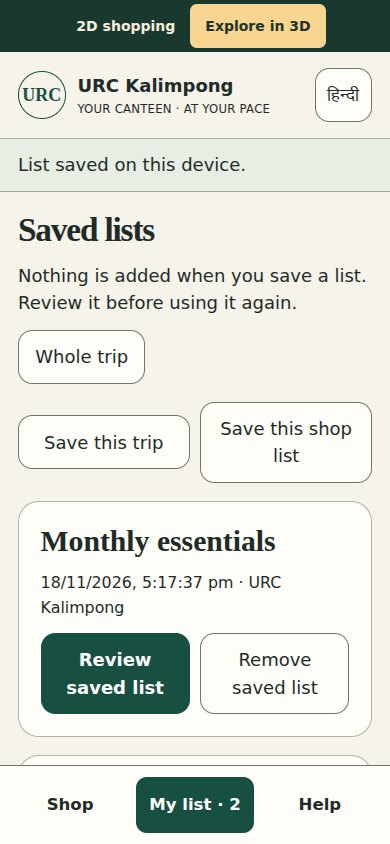 2D shopping
Explore in 3D
URC
URC Kalimpong
YOUR CANTEEN · AT YOUR PACE
हिन्दी
List saved on this device.
Saved lists
Nothing is added when you save a list.
Review it before using it again.
Whole trip
Save this trip
Save this shop
list
Monthly essentials
18/11/2026, 5:17:37 pm · URC
Kalimpong
Review
saved list
Remove
saved list
Shop
My list · 2
Help